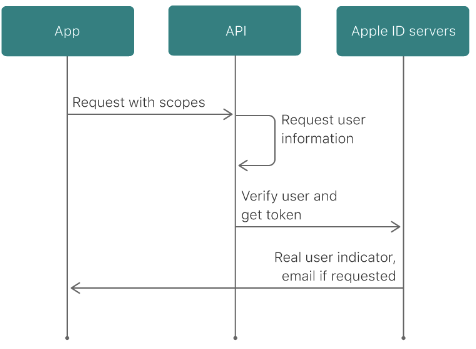 App
API
Apple ID servers
Request with scopes
Request user
information
Verify user and
get token
Real user indicator,
email if requested